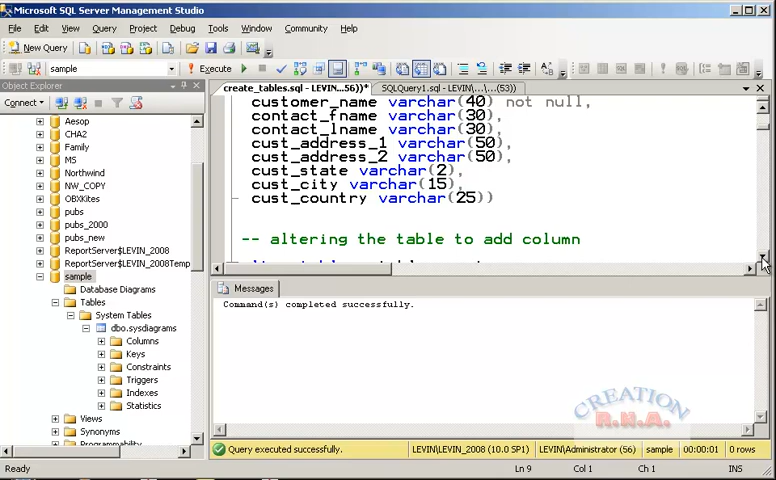 Microsoft SQL Server Management Studio
File Edit View Query Project Debug Tools Window Community Help
New Query
sample Execute
Object Explorer
create_tables.sql - LEVIN...56))* SQLQuery1.sql - LEVIN\...\...(53))
Connect
Aesop
CHA2
Family
MS
Northwind
NW_COPY
OBXKites
pubs
pubs_2000
pubs_new
ReportServer$LEVIN_2008
ReportServer$LEVIN_2008Temp
sample
Database Diagrams
Tables
System Tables
dbo.sysdiagrams
Columns
Keys
Constraints
Triggers
Indexes
Statistics
Views
Synonyms
Programmability
customer_name varchar(40) not null,
contact_fname varchar(30),
contact_lname varchar(30),
cust_address_1 varchar(50),
cust_address_2 varchar(50),
cust_state varchar(2),
cust_city varchar(15),
cust_country varchar(25))
-- altering the table to add column
Messages
Command(s) completed successfully.
CREATION
R.N.A.
Query executed successfully. LEVIN\LEVIN_2008 (10.0 SP1) LEVIN\Administrator (56) sample 00:00:01 0 rows
Ready Ln 9 Col 1 Ch 1 INS